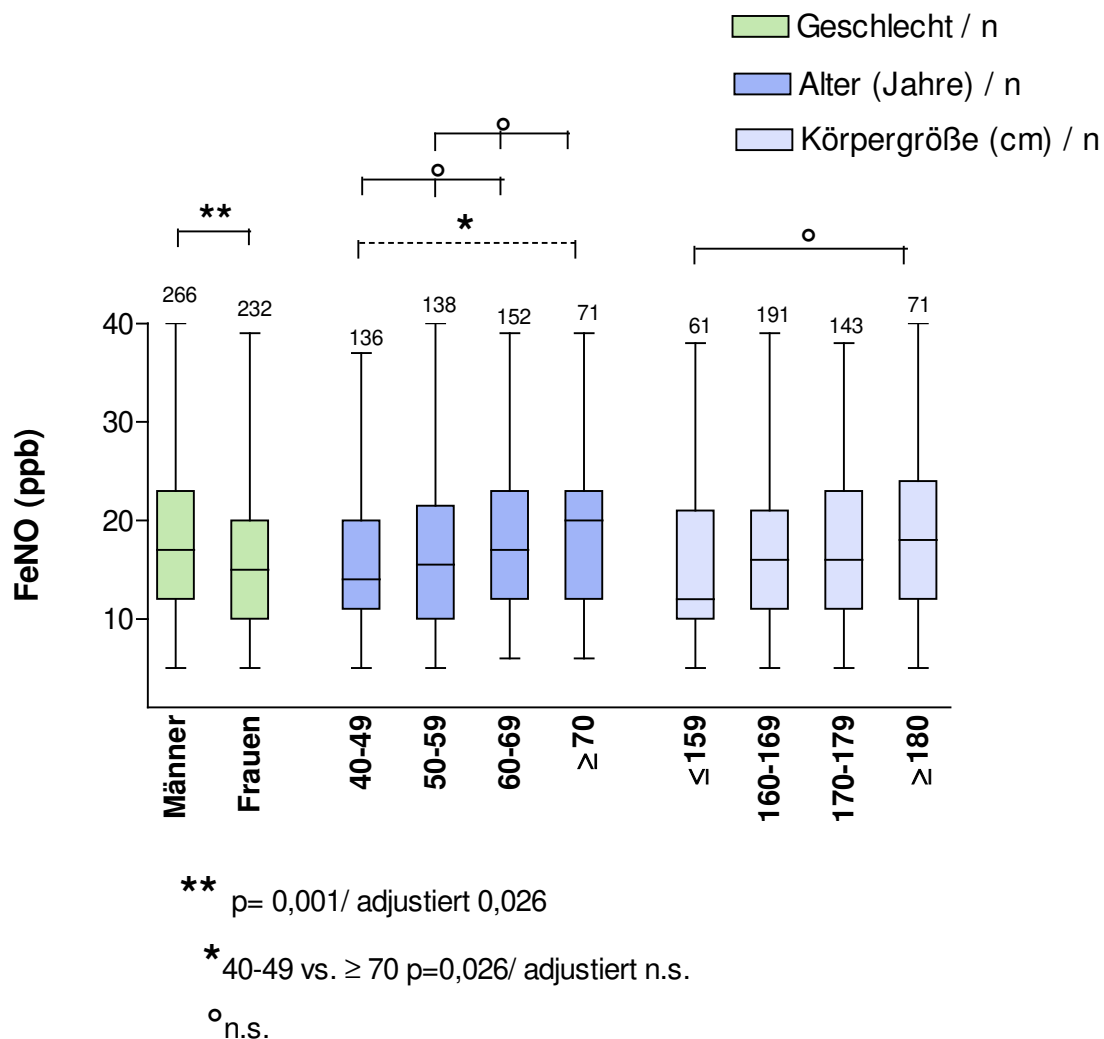 Geschlecht / n
Alter (Jahre) / n
Körpergröße (cm) / n
°
°
** * °
266 232 136 138 152 71 61 191 143 71
40
30
20
10
FeNO (ppb)
Männer Frauen 40-49 50-59 60-69 ≥ 70 ≤ 159 160-169 170-179 ≥ 180
** p= 0,001/ adjustiert 0,026
*40-49 vs. ≥ 70 p=0,026/ adjustiert n.s.
°n.s.